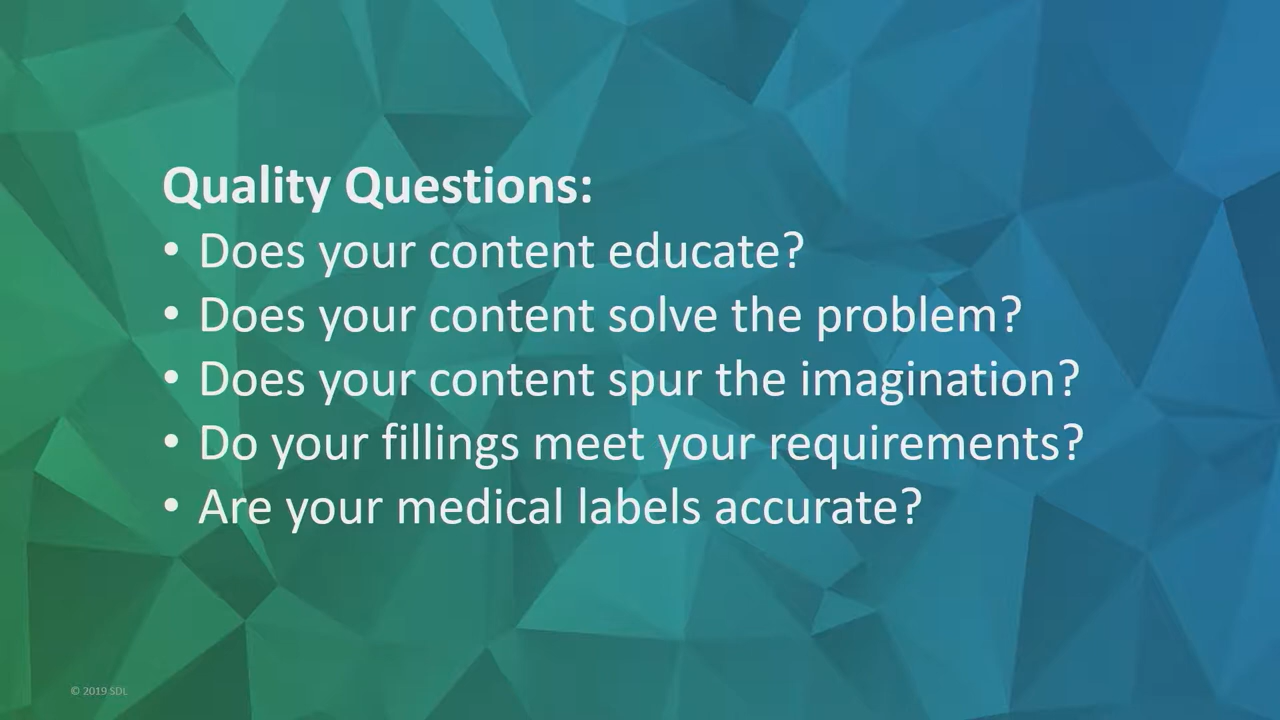 Quality Questions:
• Does your content educate?
• Does your content solve the problem?
• Does your content spur the imagination?
• Do your fillings meet your requirements?
• Are your medical labels accurate?
© 2019 SDL